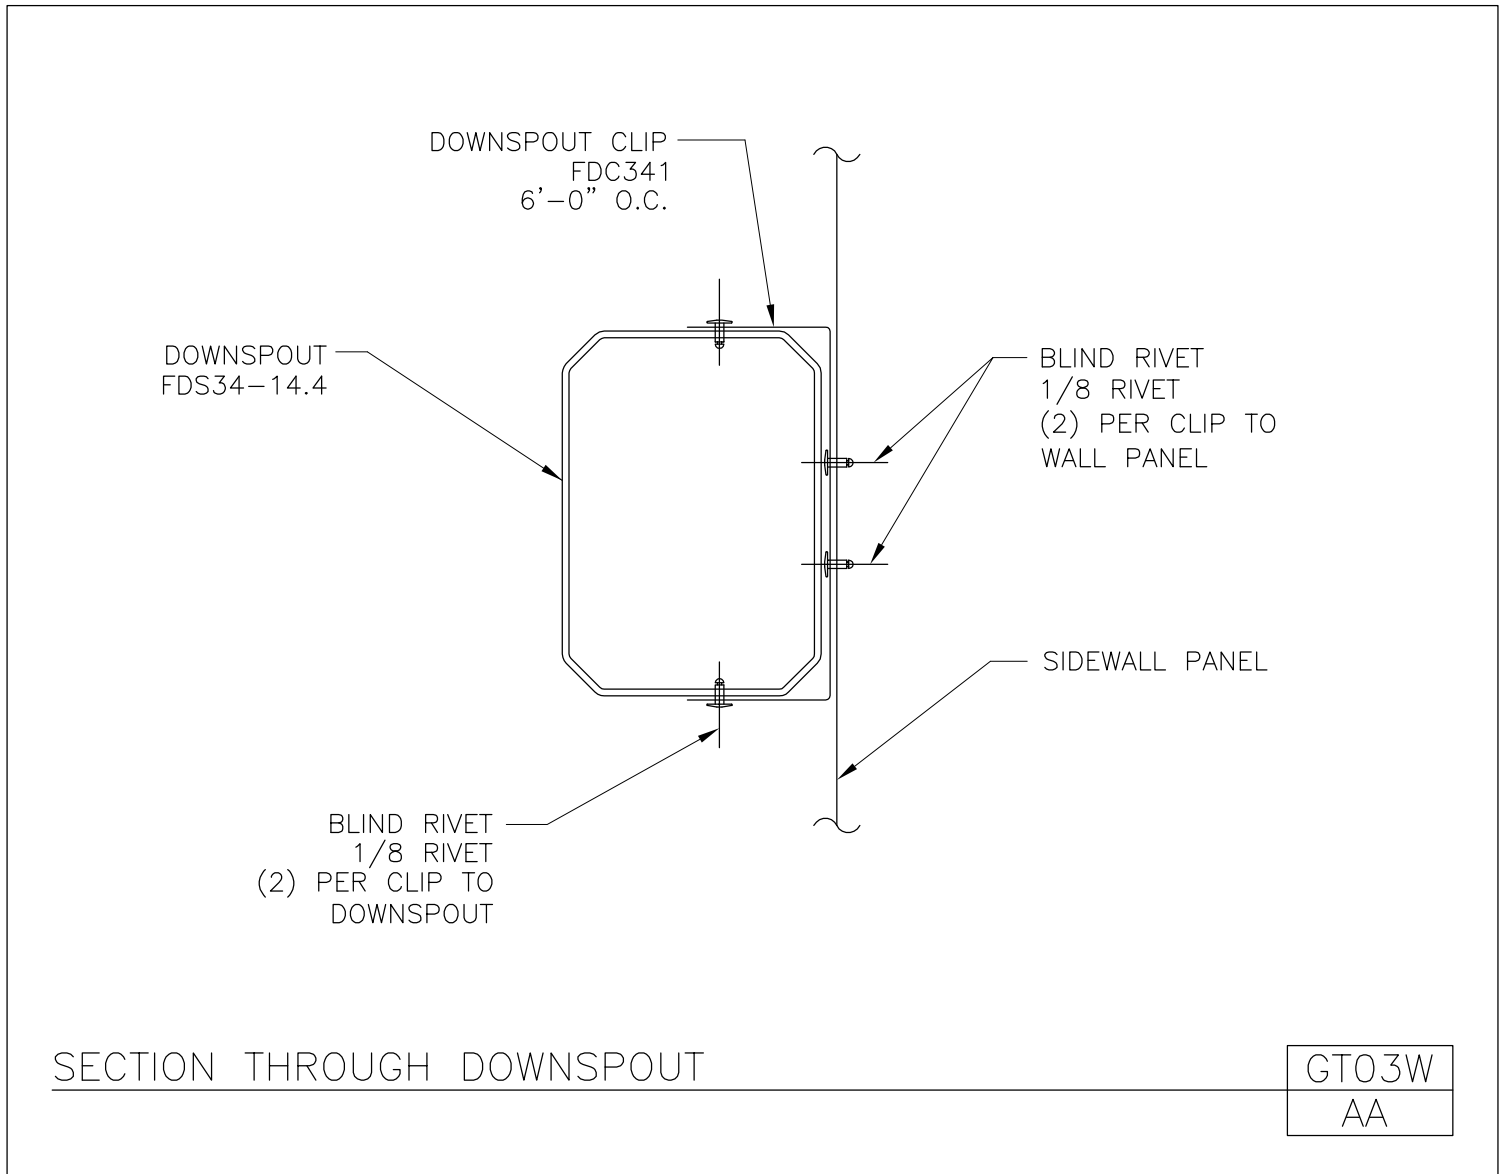 DOWNSPOUT CLIP
FDC341
6'–0" O.C.
DOWNSPOUT
FDS34–14.4
BLIND RIVET
1/8 RIVET
(2) PER CLIP TO
WALL PANEL
SIDEWALL PANEL
BLIND RIVET
1/8 RIVET
(2) PER CLIP TO
DOWNSPOUT
SECTION THROUGH DOWNSPOUT
GT03W
AA